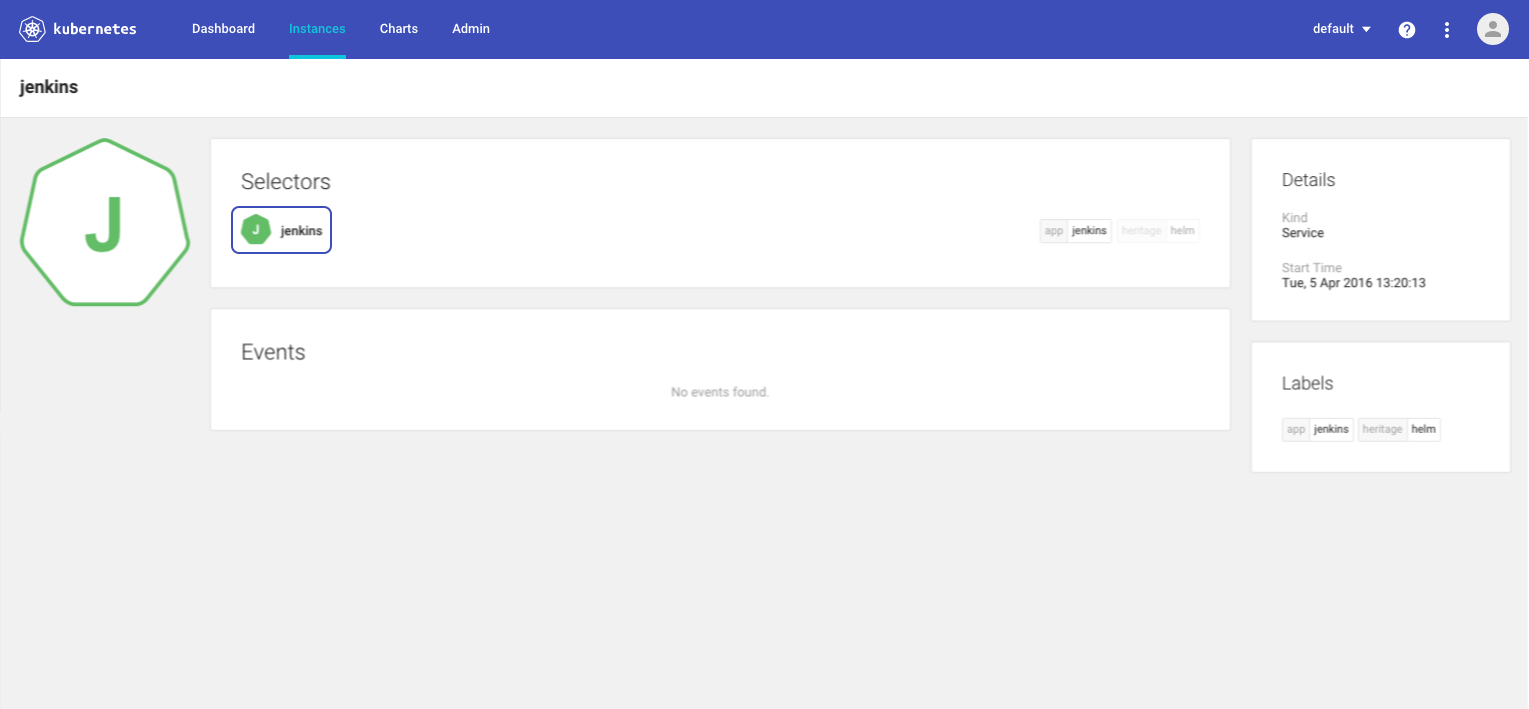 kubernetes Dashboard Instances Charts Admin default ?
jenkins
J
Selectors
J jenkins app jenkins heritage helm
Events
No events found.
Details
Kind
Service
Start Time
Tue, 5 Apr 2016 13:20:13
Labels
app jenkins heritage helm